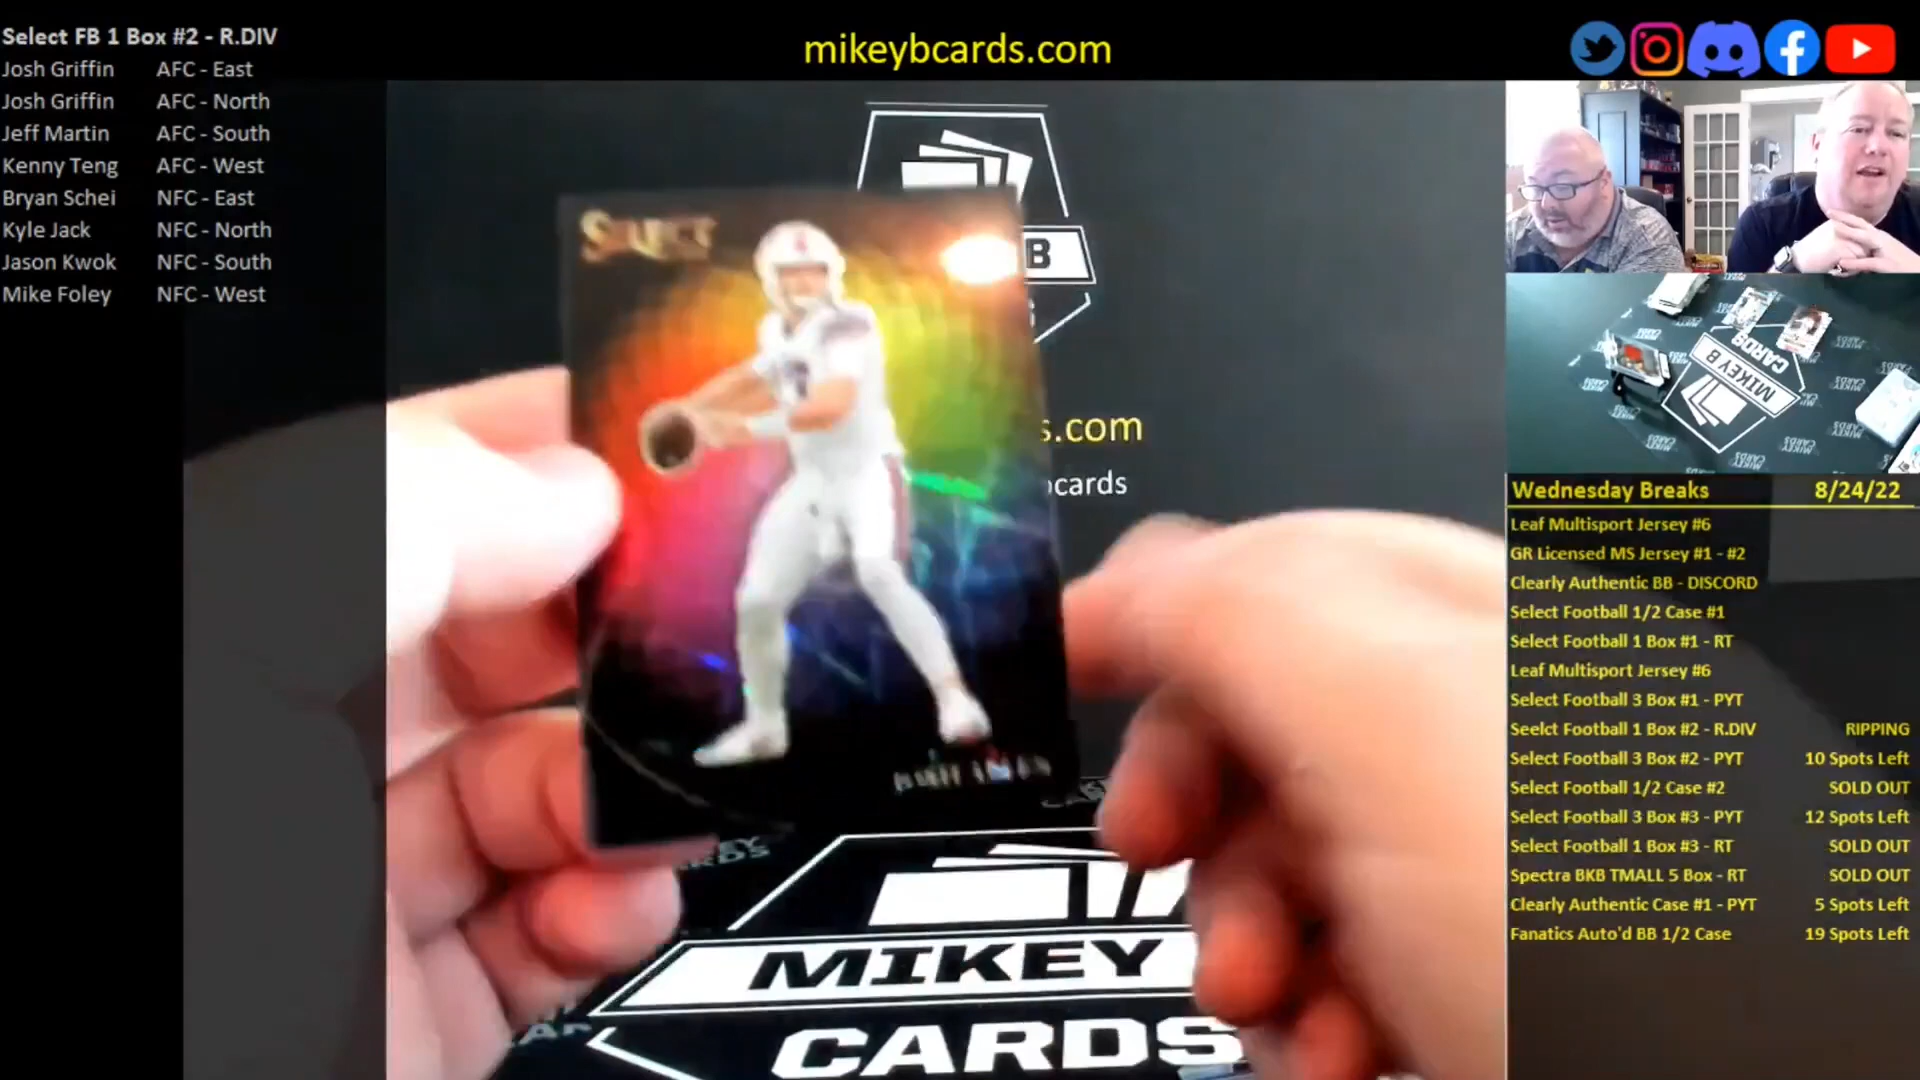 Select FB 1 Box #2 - R.DIV
Josh Griffin AFC - East
Josh Griffin AFC - North
Jeff Martin AFC - South
Kenny Teng AFC - West
Bryan Schei NFC - East
Kyle Jack NFC - North
Jason Kwok NFC - South
Mike Foley NFC - West
mikeybcards.com
SELECT
B
s.com
cards
JOSH ALLEN
MIKEY
CARDS
MIKEY B
CARDS
Wednesday Breaks 8/24/22
Leaf Multisport Jersey #6
GR Licensed MS Jersey #1 - #2
Clearly Authentic BB - DISCORD
Select Football 1/2 Case #1
Select Football 1 Box #1 - RT
Leaf Multisport Jersey #6
Select Football 3 Box #1 - PYT
Seelct Football 1 Box #2 - R.DIV RIPPING
Select Football 3 Box #2 - PYT 10 Spots Left
Select Football 1/2 Case #2 SOLD OUT
Select Football 3 Box #3 - PYT 12 Spots Left
Select Football 1 Box #3 - RT SOLD OUT
Spectra BKB TMALL 5 Box - RT SOLD OUT
Clearly Authentic Case #1 - PYT 5 Spots Left
Fanatics Auto'd BB 1/2 Case 19 Spots Left